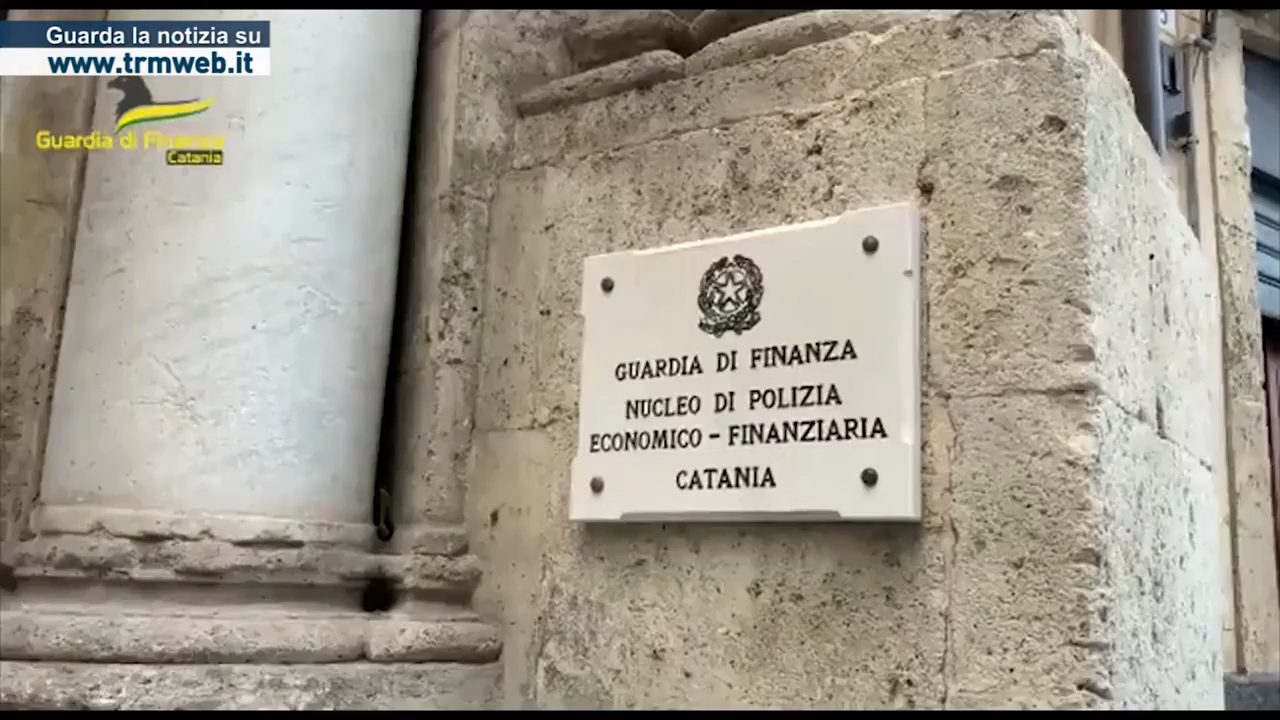 Guarda la notizia su
www.trmweb.it
Guardia di Finanza
Catania
GUARDIA DI FINANZA
NUCLEO DI POLIZIA
ECONOMICO - FINANZIARIA
CATANIA